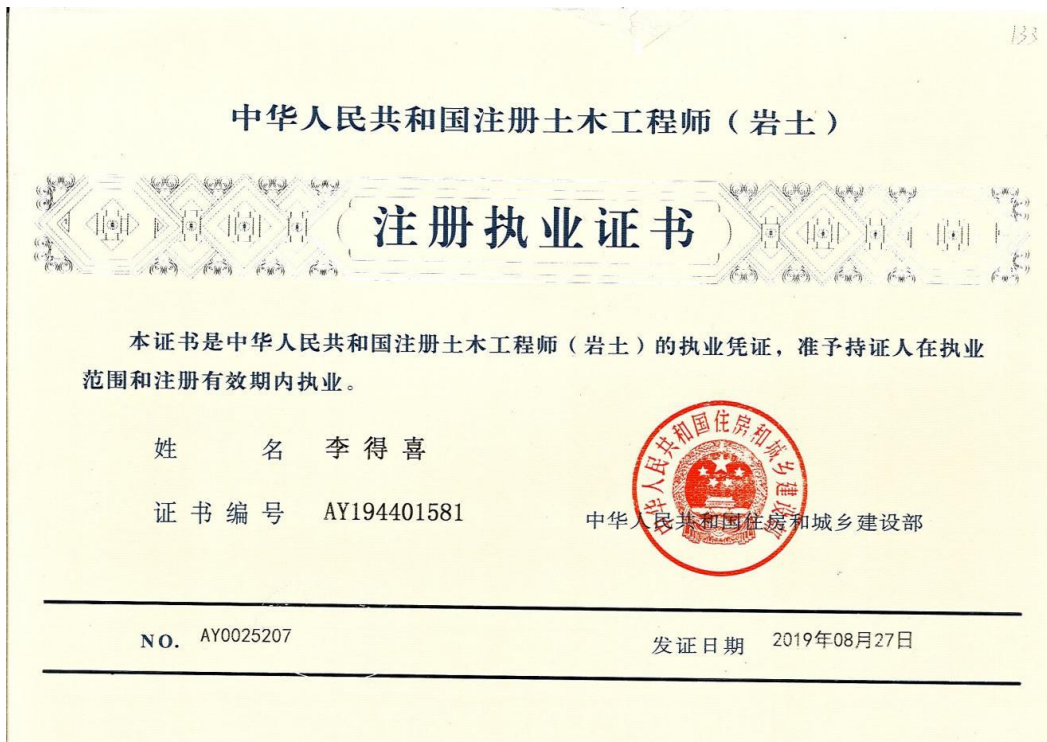 133
中华人民共和国注册土木工程师（岩土）
注册执业证书
本证书是中华人民共和国注册土木工程师（岩土）的执业凭证，准予持证人在执业
范围和注册有效期内执业。
姓 名 李得喜
证书编号 AY194401581
中华人民共和国住房和城乡建设部
中华人民共和国住房和城乡建设部
NO. AY0025207
发证日期 2019年08月27日